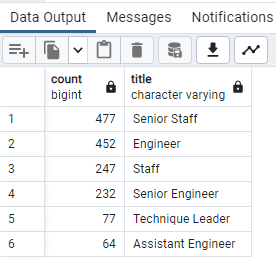 Data Output Messages Notifications
count title
bigint character varying
1 477 Senior Staff
2 452 Engineer
3 247 Staff
4 232 Senior Engineer
5 77 Technique Leader
6 64 Assistant Engineer